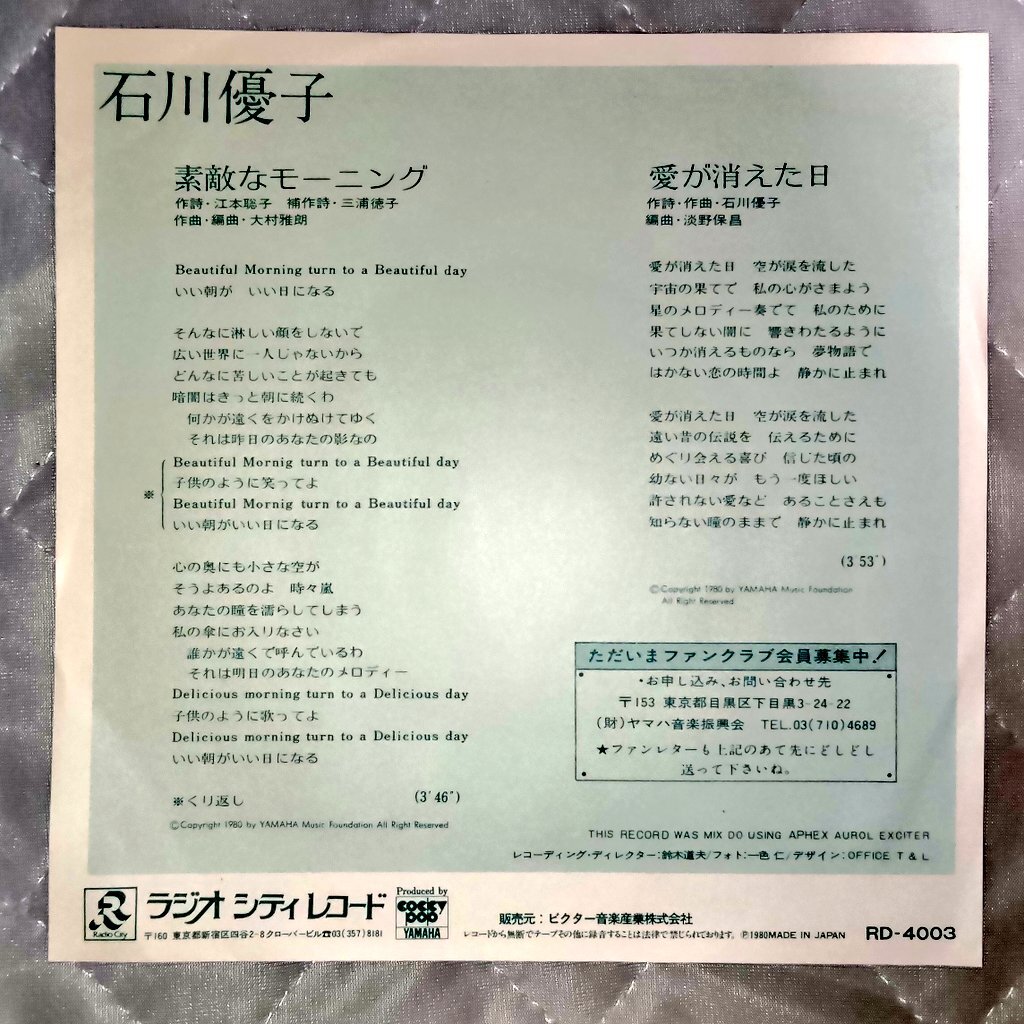 石川優子
素敵なモーニング
作詩・江本聡子　補作詩・三浦徳子
作曲・編曲・大村雅朗
Beautiful Morning turn to a Beautiful day
いい朝が　いい日になる
そんなに淋しい顔をしないで
広い世界に一人じゃないから
どんなに苦しいことが起きても
暗闇はきっと朝に続くわ
何かが遠くをかけぬけてゆく
それは昨日のあなたの影なの
Beautiful Mornig turn to a Beautiful day
子供のように笑ってよ
※ Beautiful Mornig turn to a Beautiful day
いい朝がいい日になる
心の奥にも小さな空が
そうよあるのよ　時々嵐
あなたの瞳を濡らしてしまう
私の傘にお入りなさい
誰かが遠くで呼んでいるわ
それは明日のあなたのメロディー
Delicious morning turn to a Delicious day
子供のように歌ってよ
Delicious morning turn to a Delicious day
いい朝がいい日になる
※くり返し
(3′46″)
©Copyright 1980 by YAMAHA Music Foundation All Right Reserved
愛が消えた日
作詩・作曲・石川優子
編曲・淡野保昌
愛が消えた日　空が涙を流した
宇宙の果てで　私の心がさまよう
星のメロディー奏でて　私のために
果てしない闇に　響きわたるように
いつか消えるものなら　夢物語で
はかない恋の時間よ　静かに止まれ
愛が消えた日　空が涙を流した
遠い昔の伝説を　伝えるために
めぐり会える喜び　信じた頃の
幼ない日々が　もう一度ほしい
許されない愛など　あることさえも
知らない瞳のままで　静かに止まれ
(3′53″)
©Copyright 1980 by YAMAHA Music Foundation
All Right Reserved
ただいまファンクラブ会員募集中！
・お申し込み、お問い合わせ先
〒153 東京都目黒区下目黒3-24-22
(財)ヤマハ音楽振興会　TEL.03(710)4689
★ファンレターも上記のあて先にどしどし
送って下さいね。
THIS RECORD WAS MIX DO USING APHEX AUROL EXCITER
レコーディング・ディレクター：鈴木道夫/フォト：一色 仁/デザイン：OFFICE T & L
R
Radio City
ラジオ シティ レコード
〒160 東京都新宿区四谷2-8クローバービル☎03(357)8181
Produced by
COCKY
POP
YAMAHA
販売元：ビクター音楽産業株式会社
レコードから無断でテープその他に録音することは法律で禁じられております。 Ⓟ1980 MADE IN JAPAN
RD-4003